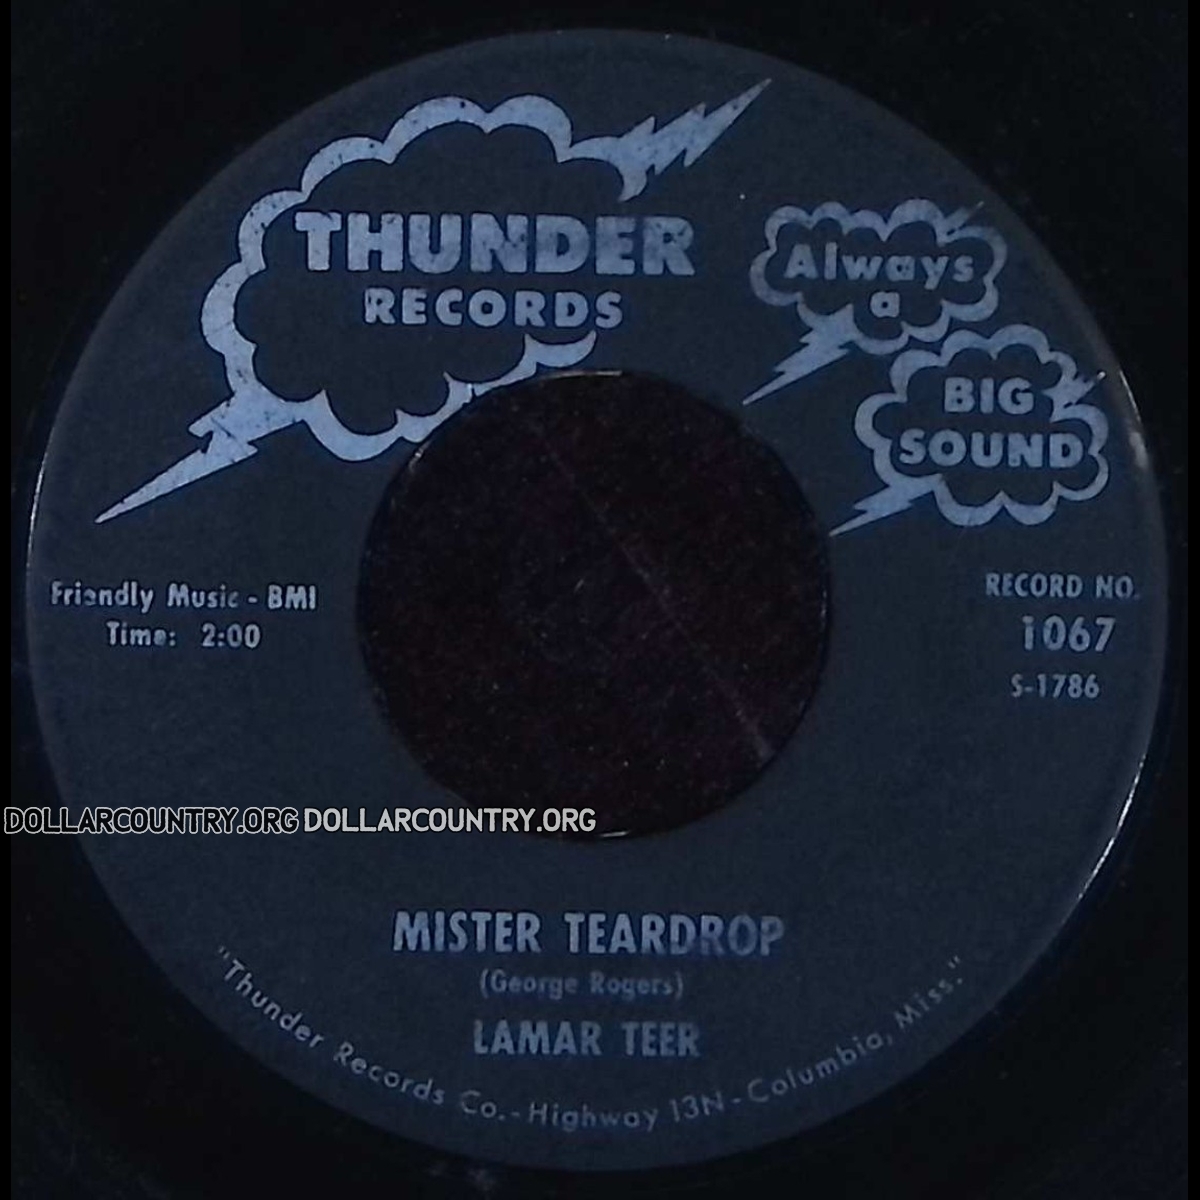 THUNDER
RECORDS
Always
a
BIG
SOUND
Friendly Music - BMI
Time: 2:00
RECORD NO.
1067
S-1786
DOLLARCOUNTRY.ORG DOLLARCOUNTRY.ORG
MISTER TEARDROP
(George Rogers)
LAMAR TEER
"Thunder Records Co.-Highway 13N-Columbia, Miss."